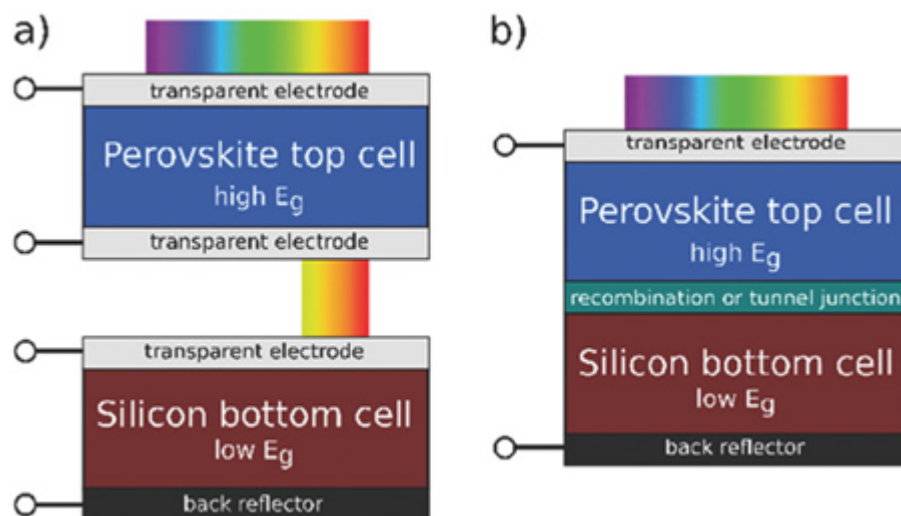 a)
transparent electrode
Perovskite top cell
high Eg
transparent electrode
transparent electrode
Silicon bottom cell
low Eg
back reflector
b)
transparent electrode
Perovskite top cell
high Eg
recombination or tunnel junction
Silicon bottom cell
low Eg
back reflector